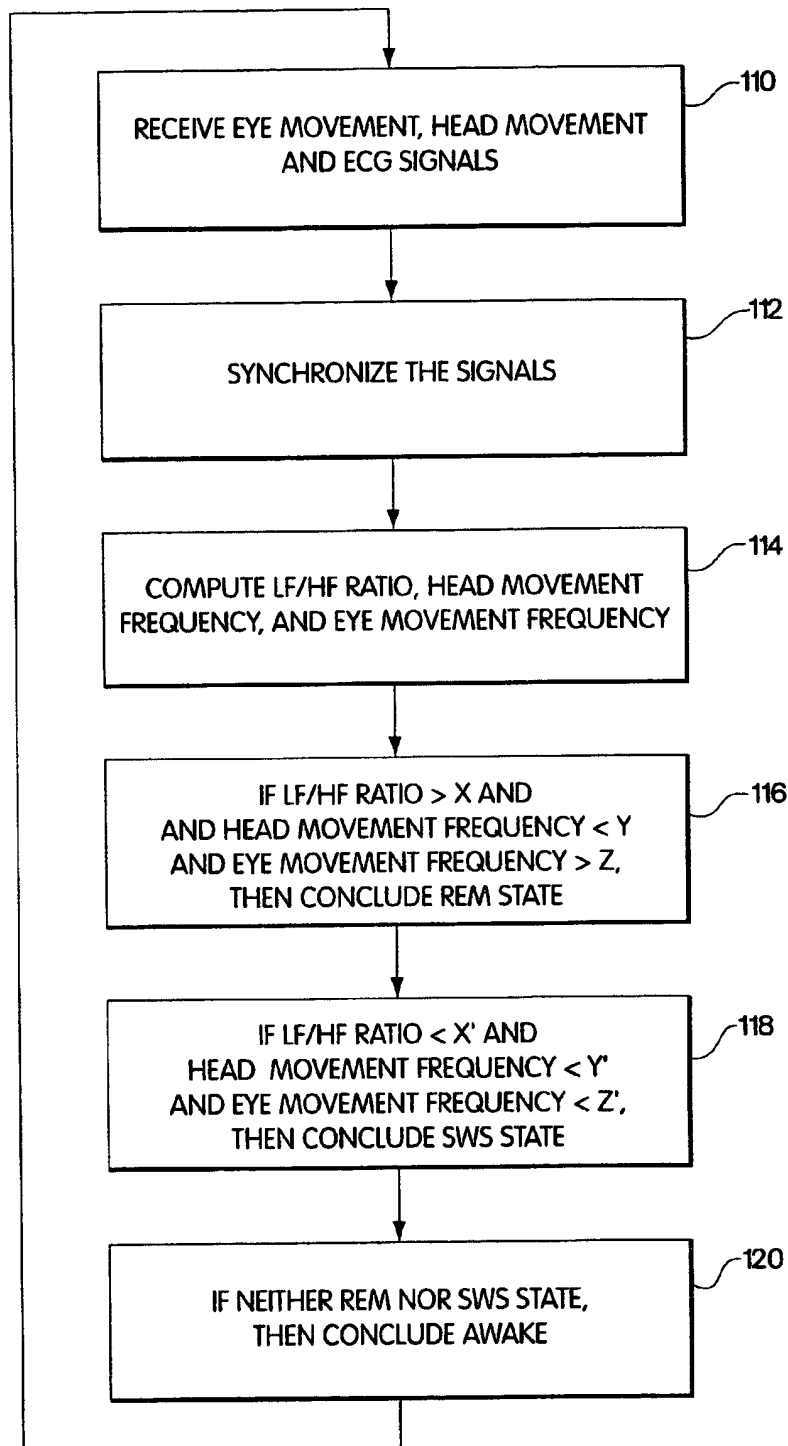 110
RECEIVE EYE MOVEMENT, HEAD MOVEMENT
AND ECG SIGNALS
112
SYNCHRONIZE THE SIGNALS
114
COMPUTE LF/HF RATIO, HEAD MOVEMENT
FREQUENCY, AND EYE MOVEMENT FREQUENCY
116
IF LF/HF RATIO > X AND
AND HEAD MOVEMENT FREQUENCY < Y
AND EYE MOVEMENT FREQUENCY > Z,
THEN CONCLUDE REM STATE
118
IF LF/HF RATIO < X' AND
HEAD MOVEMENT FREQUENCY < Y'
AND EYE MOVEMENT FREQUENCY < Z',
THEN CONCLUDE SWS STATE
120
IF NEITHER REM NOR SWS STATE,
THEN CONCLUDE AWAKE